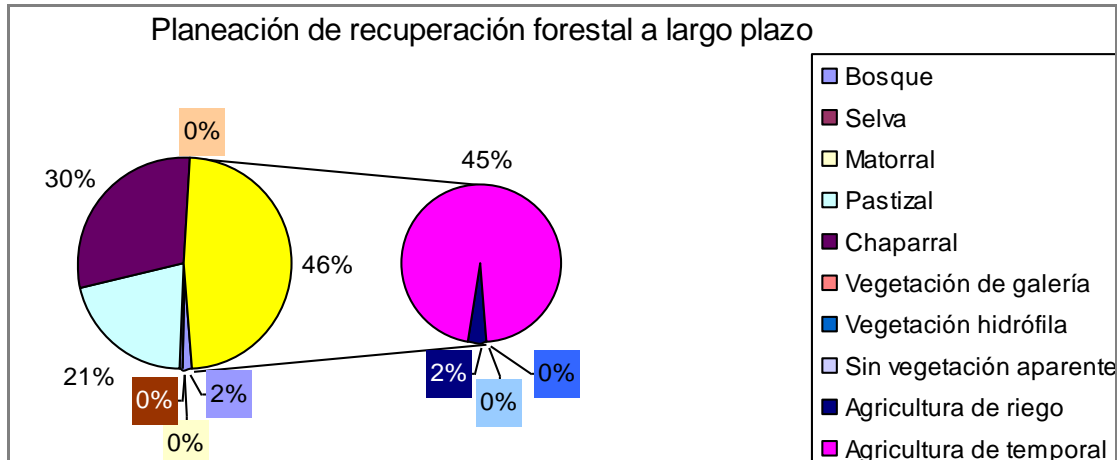 Planeación de recuperación forestal a largo plazo
0%
30%
46%
21%
0%
2%
0%
45%
2%
0%
0%
Bosque
Selva
Matorral
Pastizal
Chaparral
Vegetación de galería
Vegetación hidrófila
Sin vegetación aparente
Agricultura de riego
Agricultura de temporal